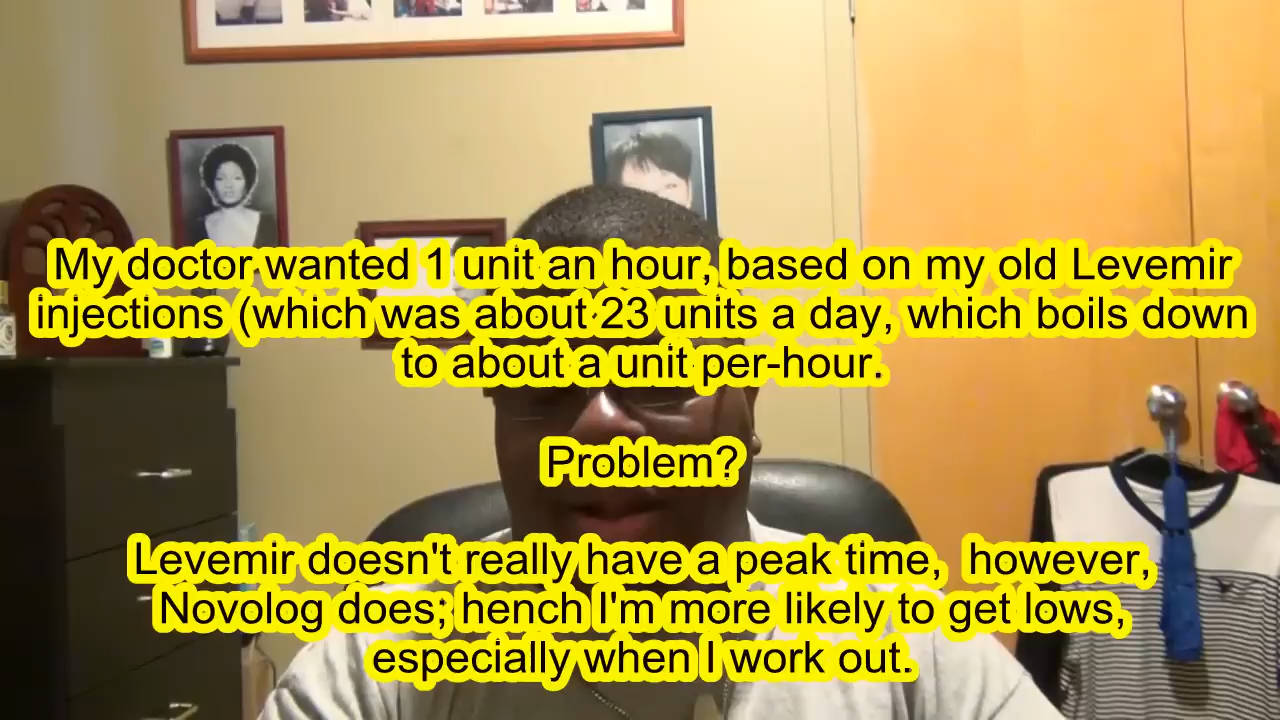 My doctor wanted 1 unit an hour, based on my old Levemir
injections (which was about 23 units a day, which boils down
to about a unit per-hour.
Problem?
Levemir doesn't really have a peak time,  however,
Novolog does; hench I'm more likely to get lows,
especially when I work out.